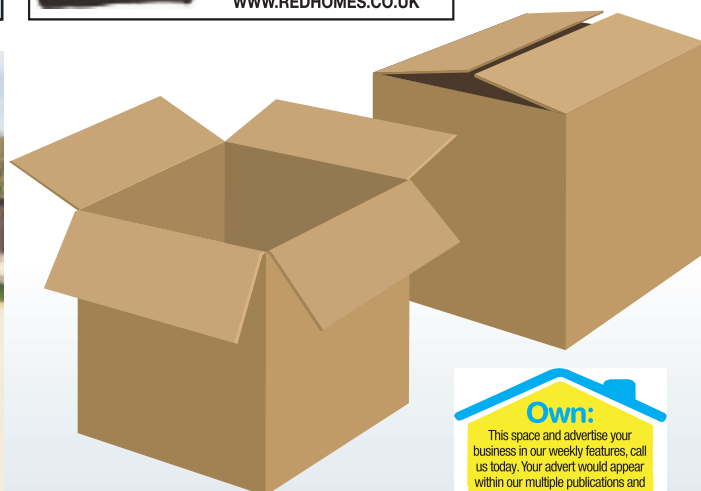 WWW.REDHOMES.CO.UK
Own:
This space and advertise your
business in our weekly features, call
us today. Your advert would appear
within our multiple publications and